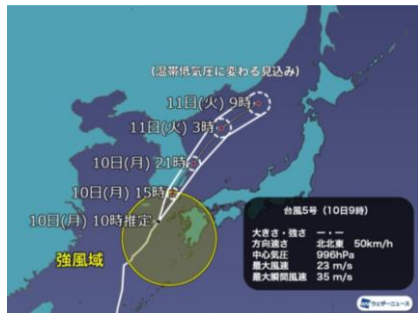 (温帯低気圧に変わる見込み)
11日(火) 9時
11日(火) 3時
10日(月) 21時
10日(月) 15時
10日(月) 10時推定
強風域
台風5号 (10日9時)
大きさ・強さ ー・ー
方向速さ 北北東 50km/h
中心気圧 996hPa
最大風速 23 m/s
最大瞬間風速 35 m/s
ウェザーニュース